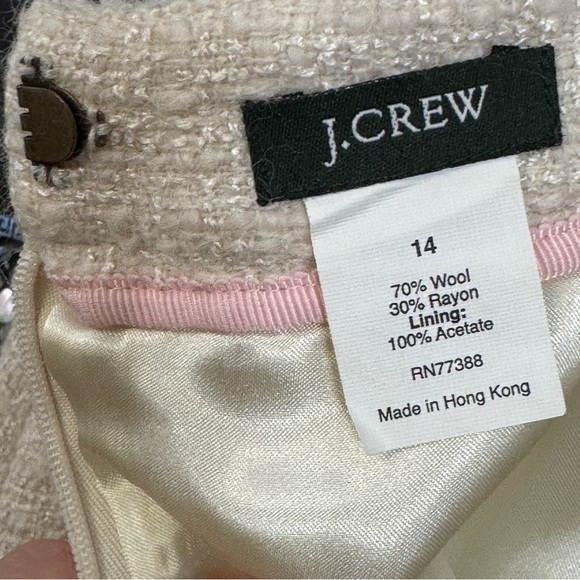 J.CREW
14
70% Wool
30% Rayon
Lining:
100% Acetate
RN77388
Made in Hong Kong